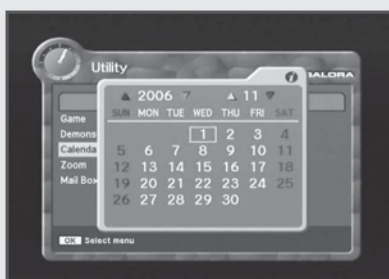 Utility
SALORA
▲ 2006 ▼ ▲ 11 ▼
SUN MON TUE WED THU FRI SAT
1 2 3 4
5 6 7 8 9 10 11
12 13 14 15 16 17 18
19 20 21 22 23 24 25
26 27 28 29 30
Game
Demons
Calenda
Zoom
Mail Box
OK Select menu